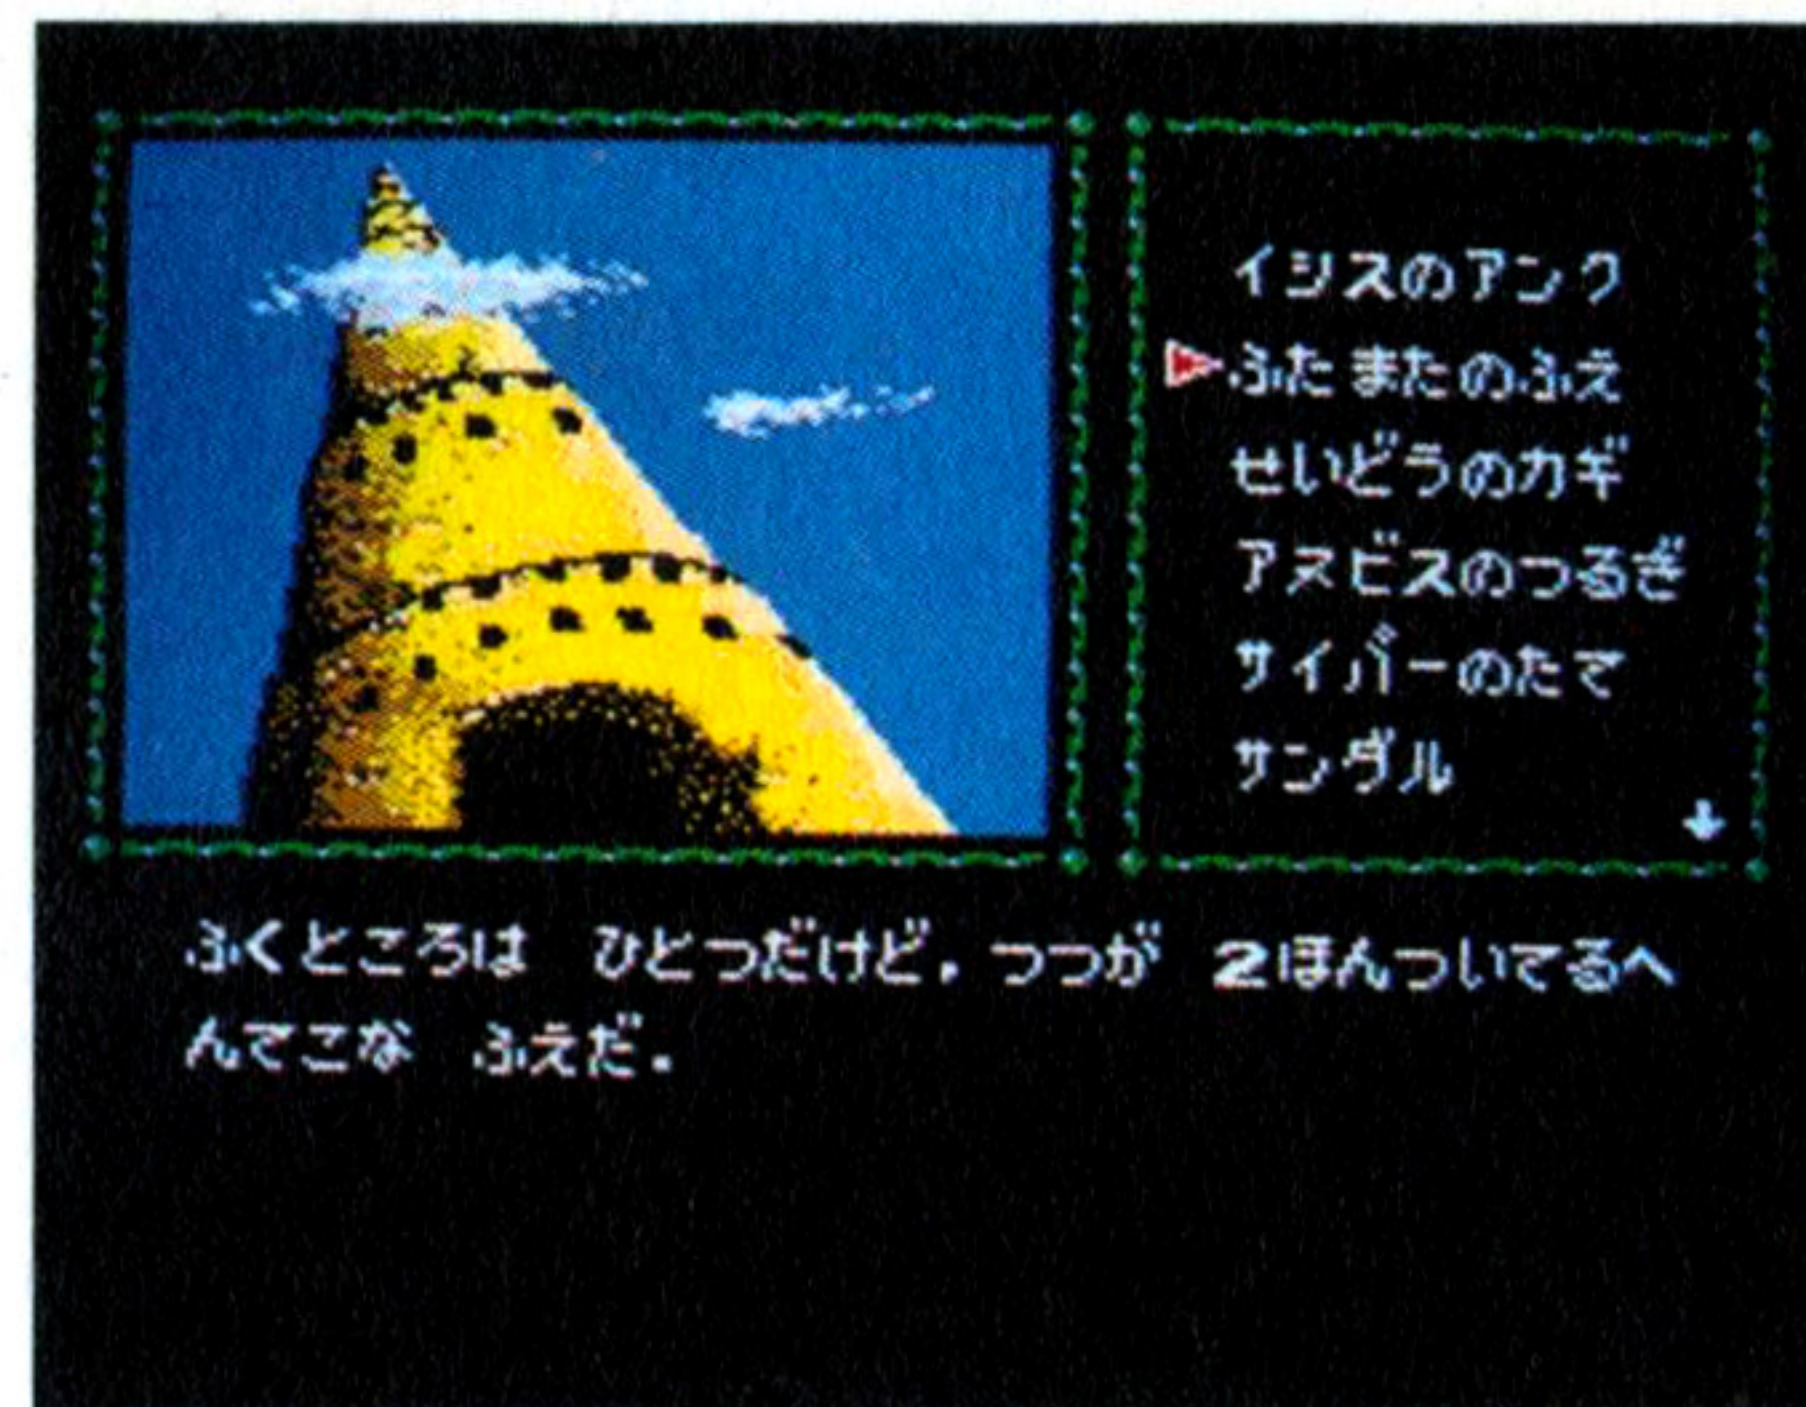 イシスのアンク
ふたまたのふえ
せいどうのカギ
アヌビスのつるぎ
サイバーのたて
サンダル
ふくところは　ひとつだけど．つつが　2ほんついてるへ
んてこな　ふえだ．